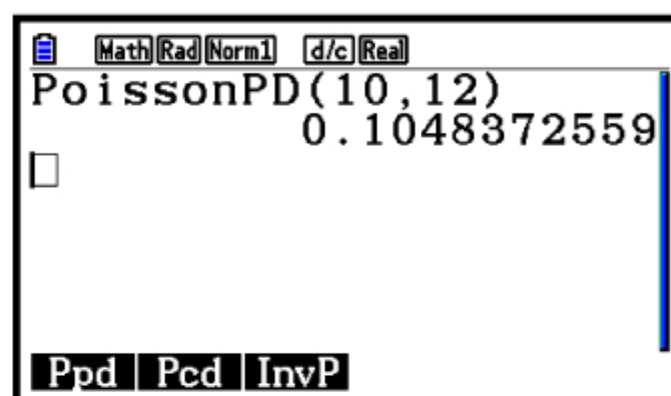 Math Rad Norm1 d/c Real
PoissonPD(10,12)
0.1048372559
Ppd Pcd InvP